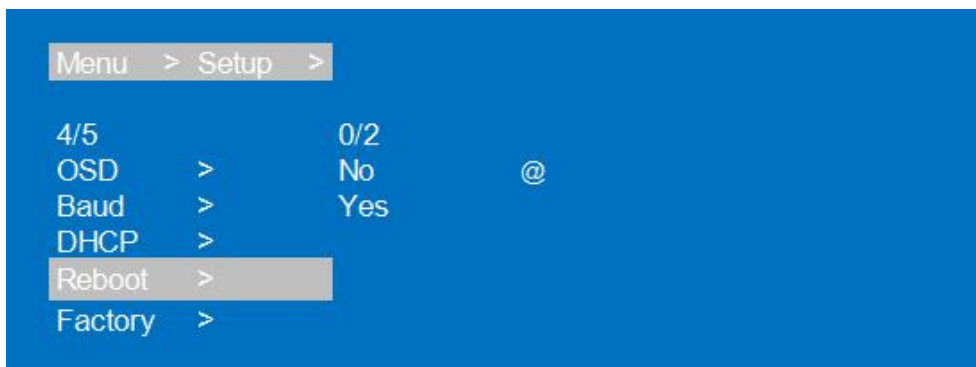 Menu > Setup >
4/5 0/2
OSD > No @
Baud > Yes
DHCP >
Reboot >
Factory >